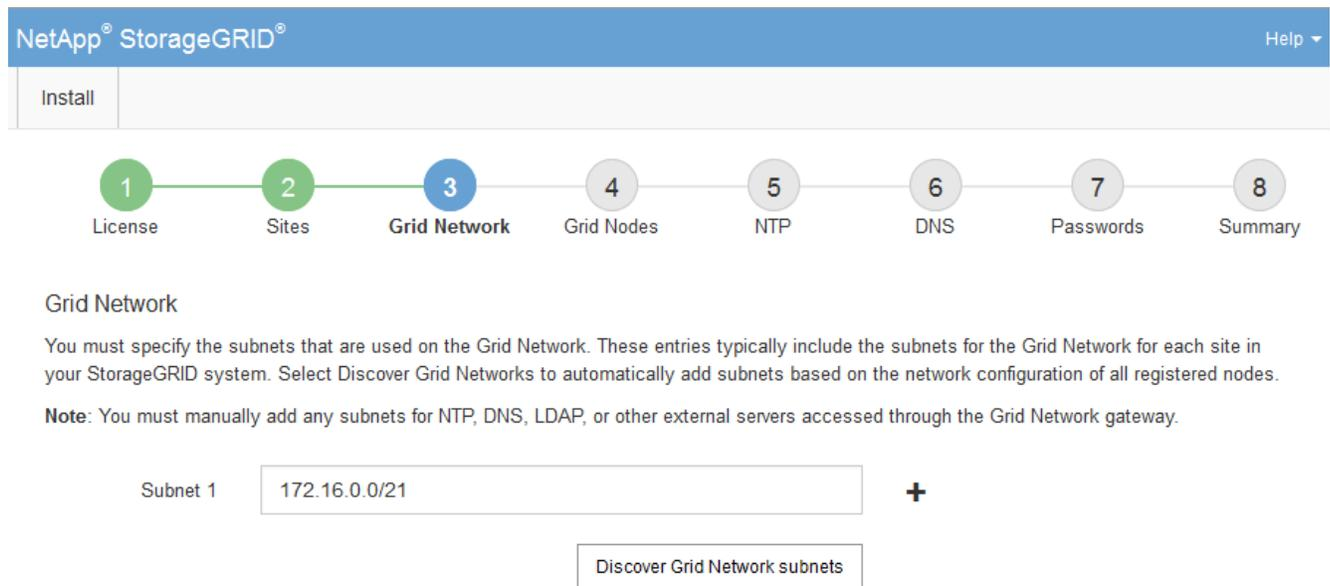 NetApp® StorageGRID®
Help
Install
1
2
3
4
5
6
7
8
License
Sites
Grid Network
Grid Nodes
NTP
DNS
Passwords
Summary
Grid Network
You must specify the subnets that are used on the Grid Network. These entries typically include the subnets for the Grid Network for each site in
your StorageGRID system. Select Discover Grid Networks to automatically add subnets based on the network configuration of all registered nodes.
Note: You must manually add any subnets for NTP, DNS, LDAP, or other external servers accessed through the Grid Network gateway.
Subnet 1
172.16.0.0/21
+
Discover Grid Network subnets